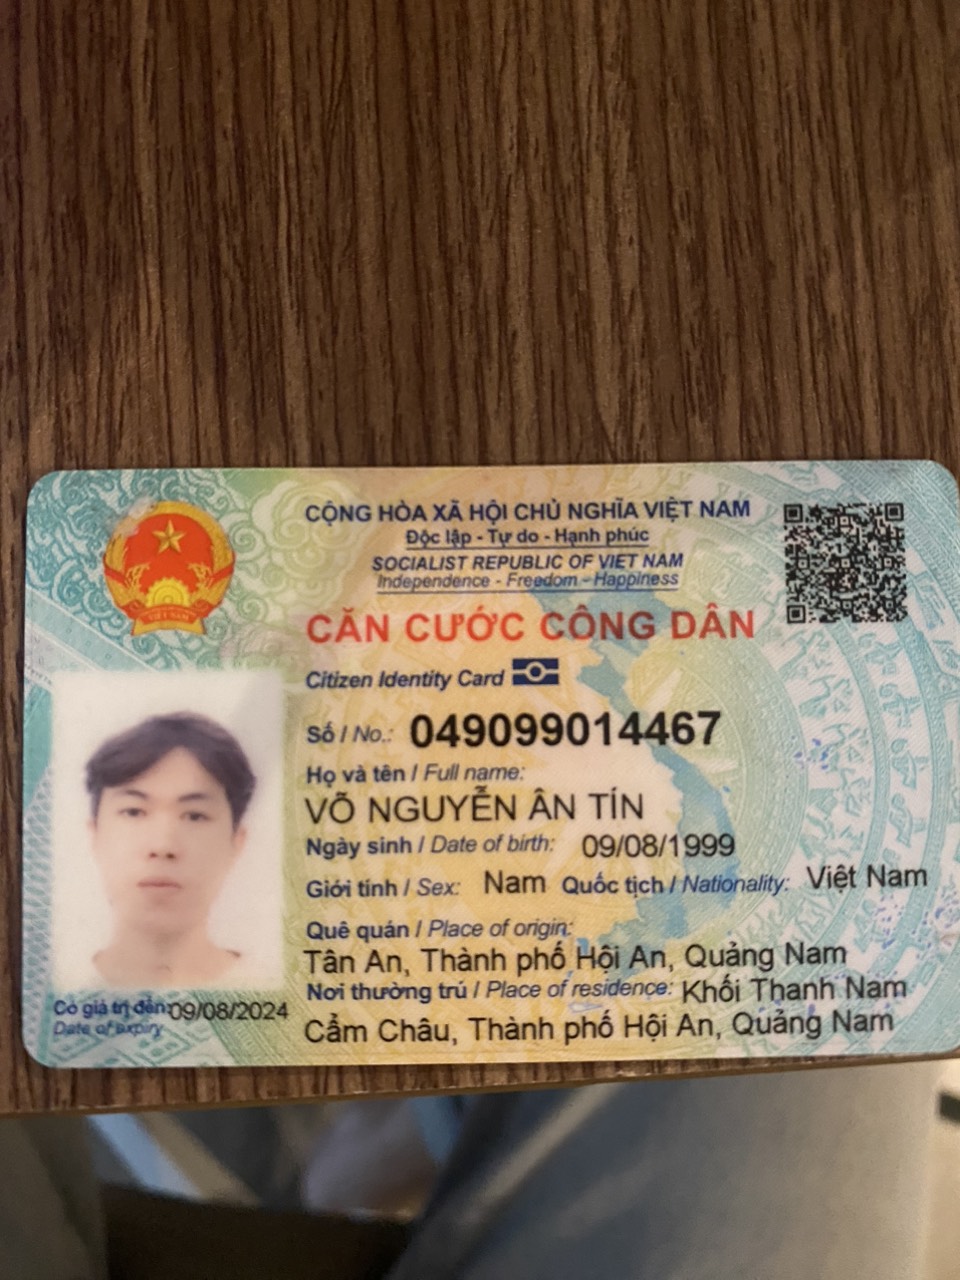 CỘNG HÒA XÃ HỘI CHỦ NGHĨA VIỆT NAM
Độc lập - Tự do - Hạnh phúc
SOCIALIST REPUBLIC OF VIET NAM
Independence - Freedom - Happiness
CĂN CƯỚC CÔNG DÂN
Citizen Identity Card
Số / No.: 049099014467
Họ và tên / Full name:
VÕ NGUYỄN ÂN TÍN
Ngày sinh / Date of birth: 09/08/1999
Giới tính / Sex: Nam Quốc tịch / Nationality: Việt Nam
Quê quán / Place of origin:
Tân An, Thành phố Hội An, Quảng Nam
Nơi thường trú / Place of residence: Khối Thanh Nam
Cẩm Châu, Thành phố Hội An, Quảng Nam
Có giá trị đến: 09/08/2024
Date of expiry